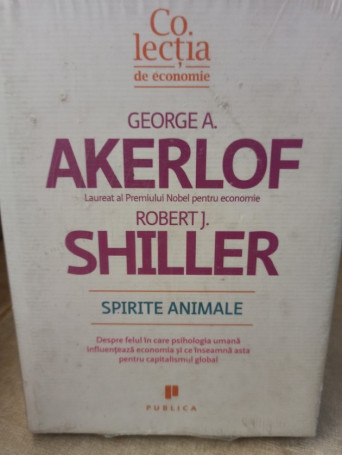 Co.
lecția
de economie
GEORGE A.
AKERLOF
Laureat al Premiului Nobel pentru economie
ROBERT J.
SHILLER
SPIRITE ANIMALE
Despre felul în care psihologia umană
influențează economia și ce înseamnă asta
pentru capitalismul global
PUBLICA